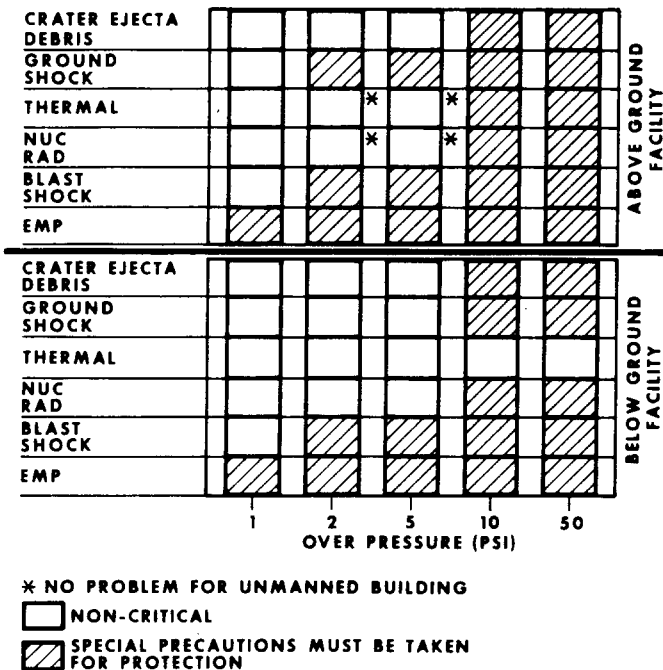 CRATER EJECTA
DEBRIS
GROUND
SHOCK
THERMAL
* *
NUC
RAD
* *
BLAST
SHOCK
EMP
ABOVE GROUND
FACILITY
CRATER EJECTA
DEBRIS
GROUND
SHOCK
THERMAL
NUC
RAD
BLAST
SHOCK
EMP
BELOW GROUND
FACILITY
1 2 5 10 50
OVER PRESSURE (PSI)
* NO PROBLEM FOR UNMANNED BUILDING
NON-CRITICAL
SPECIAL PRECAUTIONS MUST BE TAKEN
FOR PROTECTION